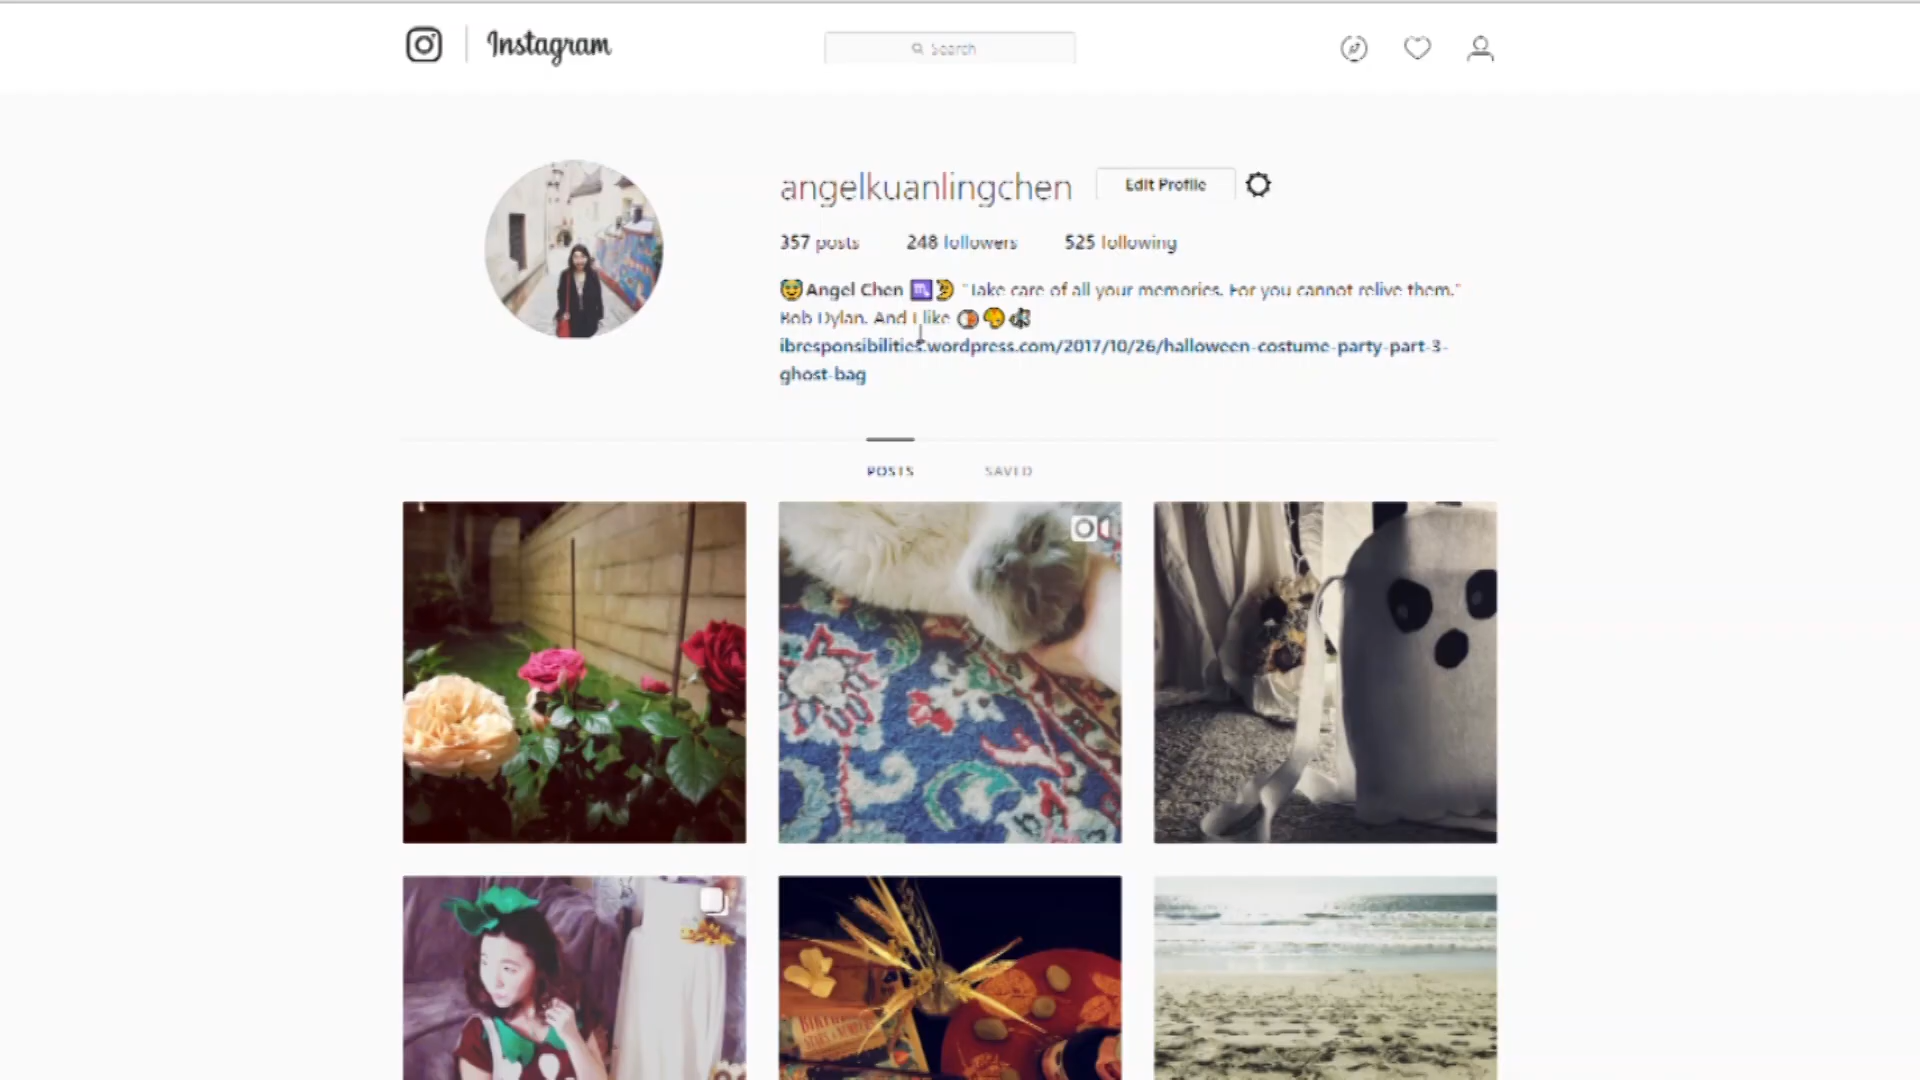 Instagram
Search
angelkuanlingchen
Edit Profile
357 posts 248 followers 525 following
Angel Chen "Take care of all your memories. For you cannot relive them."
Bob Dylan. And I like
ibresponsibilities.wordpress.com/2017/10/26/halloween-costume-party-part-3-
ghost-bag
POSTS SAVED